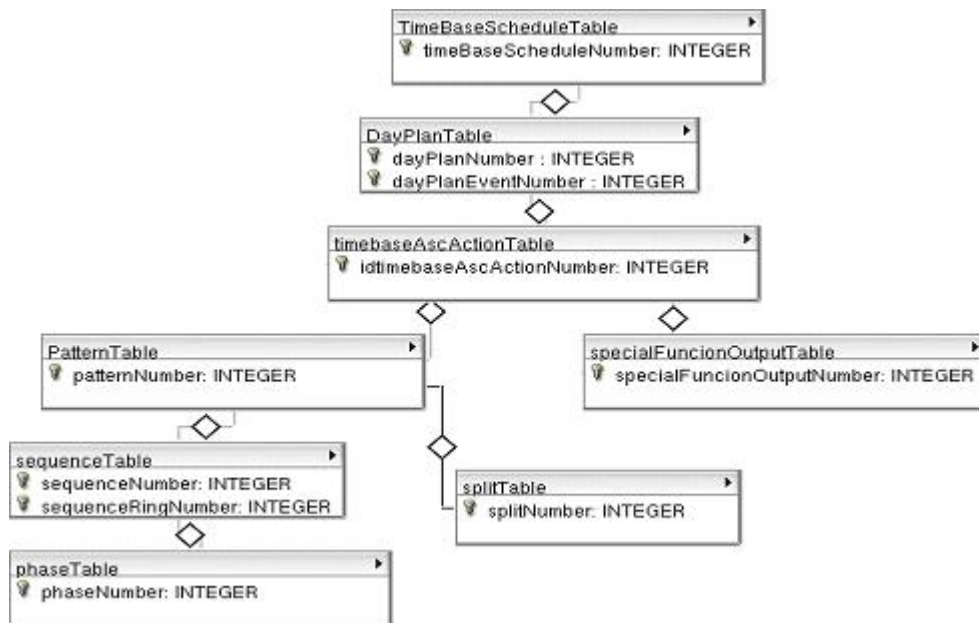 TimeBaseScheduleTable
timeBaseScheduleNumber: INTEGER
DayPlanTable
dayPlanNumber : INTEGER
dayPlanEventNumber : INTEGER
timebaseAscActionTable
idtimebaseAscActionNumber: INTEGER
PatternTable
patternNumber: INTEGER
specialFuncionOutputTable
specialFuncionOutputNumber: INTEGER
sequenceTable
sequenceNumber: INTEGER
sequenceRingNumber: INTEGER
splitTable
splitNumber: INTEGER
phaseTable
phaseNumber: INTEGER